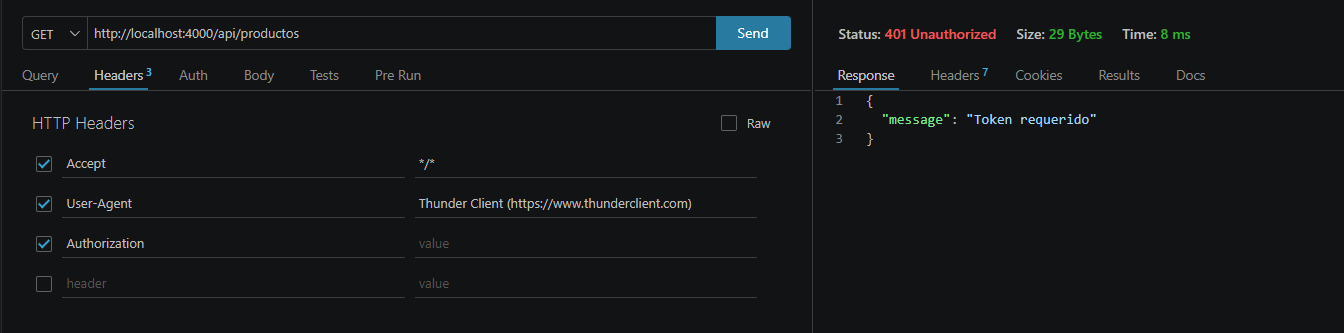 GET http://localhost:4000/api/productos Send
Query Headers 3 Auth Body Tests Pre Run
HTTP Headers Raw
Accept */*
User-Agent Thunder Client (https://www.thunderclient.com)
Authorization value
header value
Status: 401 Unauthorized Size: 29 Bytes Time: 8 ms
Response Headers 7 Cookies Results Docs
1 {
2 "message": "Token requerido"
3 }